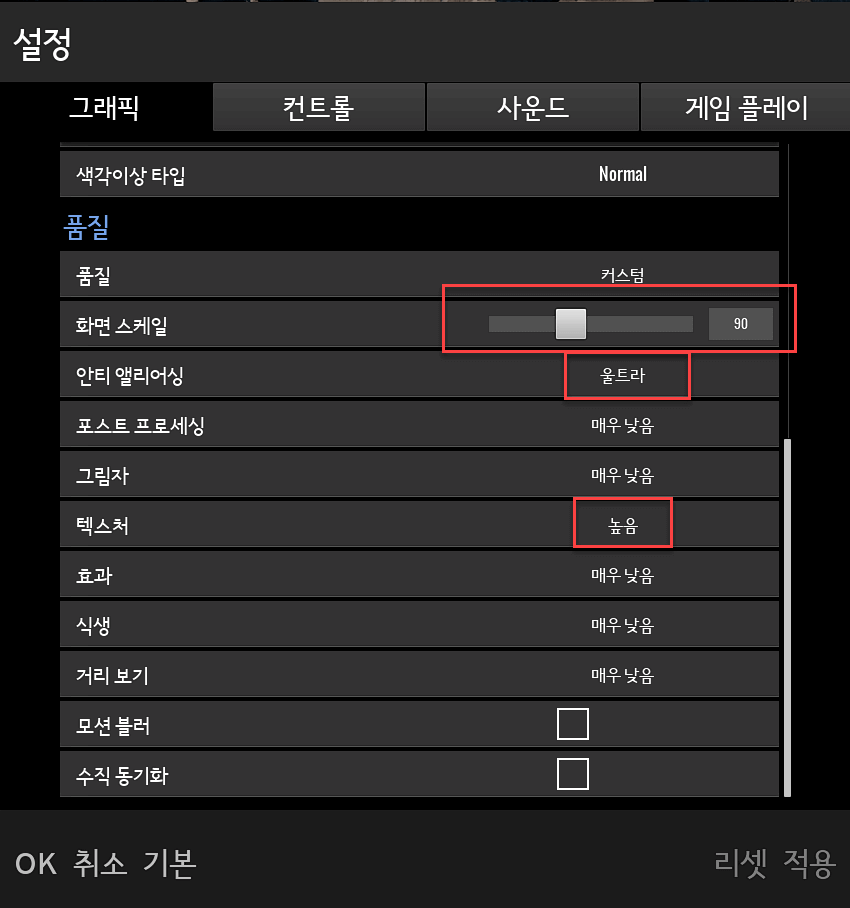 설정
그래픽 컨트롤 사운드 게임 플레이
색각이상 타입 Normal
품질
품질 커스텀
화면 스케일 90
안티 앨리어싱 울트라
포스트 프로세싱 매우 낮음
그림자 매우 낮음
텍스처 높음
효과 매우 낮음
식생 매우 낮음
거리 보기 매우 낮음
모션 블러
수직 동기화
OK 취소 기본 리셋 적용